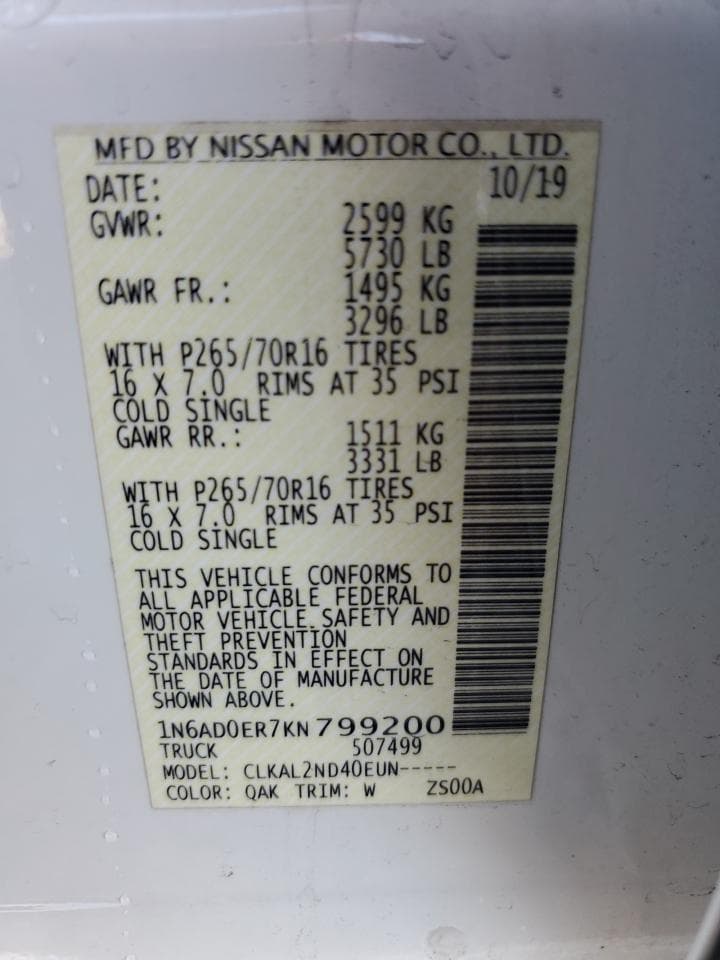 MFD BY NISSAN MOTOR CO., LTD.
DATE: 10/19
GVWR: 2599 KG
5730 LB
GAWR FR.: 1495 KG
3296 LB
WITH P265/70R16 TIRES
16 X 7.0 RIMS AT 35 PSI
COLD SINGLE
GAWR RR.: 1511 KG
3331 LB
WITH P265/70R16 TIRES
16 X 7.0 RIMS AT 35 PSI
COLD SINGLE
THIS VEHICLE CONFORMS TO
ALL APPLICABLE FEDERAL
MOTOR VEHICLE SAFETY AND
THEFT PREVENTION
STANDARDS IN EFFECT ON
THE DATE OF MANUFACTURE
SHOWN ABOVE.
1N6AD0ER7KN799200
TRUCK 507499
MODEL: CLKAL2ND40EUN-----
COLOR: QAK TRIM: W ZS00A